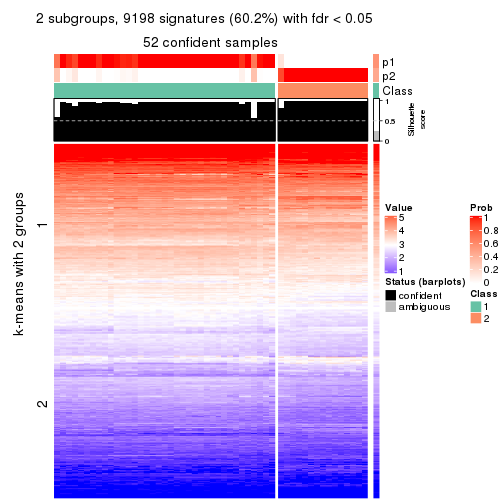 2 subgroups, 9198 signatures (60.2%) with fdr < 0.05
52 confident samples
p1
p2
Class
1
0.5
0
Silhouette
score
k-means with 2 groups
1
2
Value
5
4
3
2
1
Status (barplots)
confident
ambiguous
Prob
1
0.8
0.6
0.4
0.2
0
Class
1
2